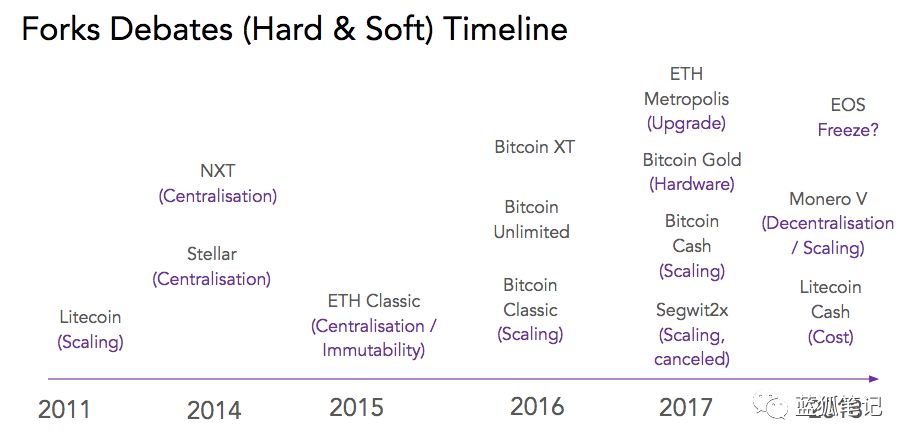 Forks Debates (Hard & Soft) Timeline
Litecoin
(Scaling)
NXT
(Centralisation)
Stellar
(Centralisation)
ETH Classic
(Centralisation /
Immutability)
Bitcoin XT
Bitcoin
Unlimited
Bitcoin
Classic
(Scaling)
ETH
Metropolis
(Upgrade)
Bitcoin Gold
(Hardware)
Bitcoin
Cash
(Scaling)
Segwit2x
(Scaling,
canceled)
EOS
Freeze?
Monero V
(Decentralisation
/ Scaling)
Litecoin
Cash
(Cost)
2011
2014
2015
2016
2017
蓝狐笔记